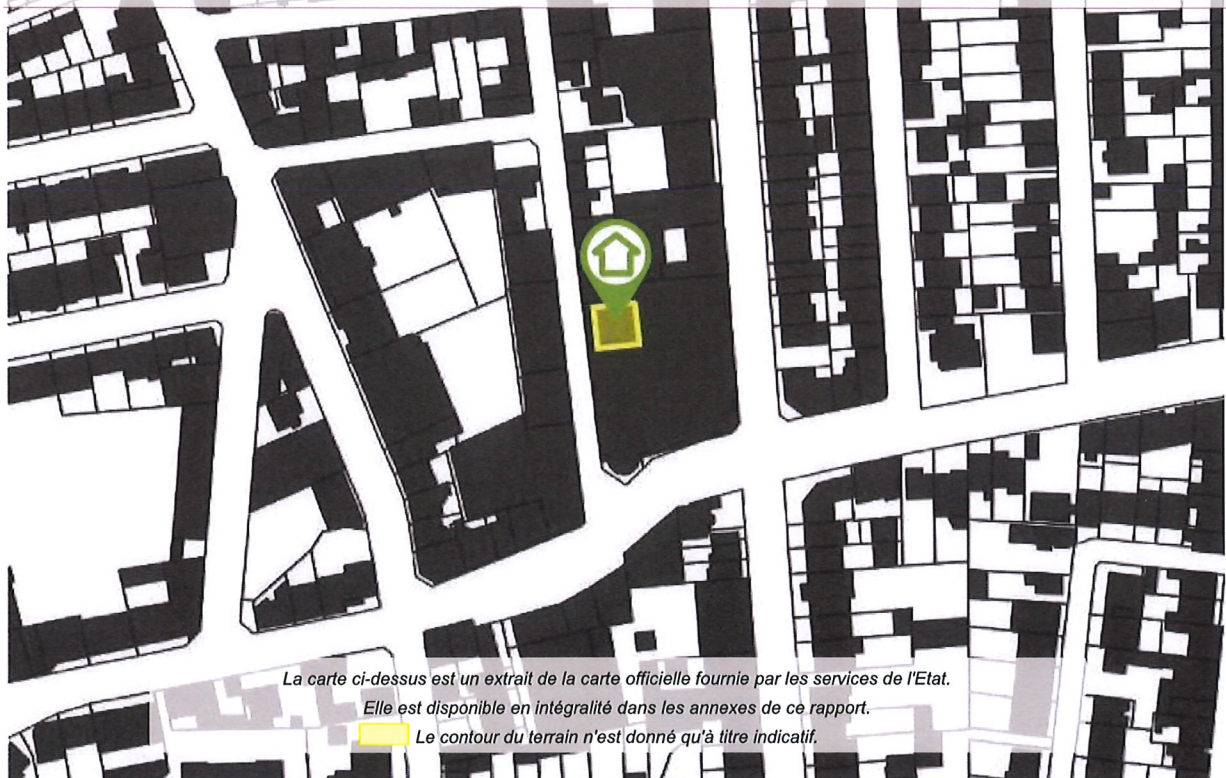 La carte ci-dessus est un extrait de la carte officielle fournie par les services de l'Etat.
Elle est disponible en intégralité dans les annexes de ce rapport.
Le contour du terrain n'est donné qu'à titre indicatif.